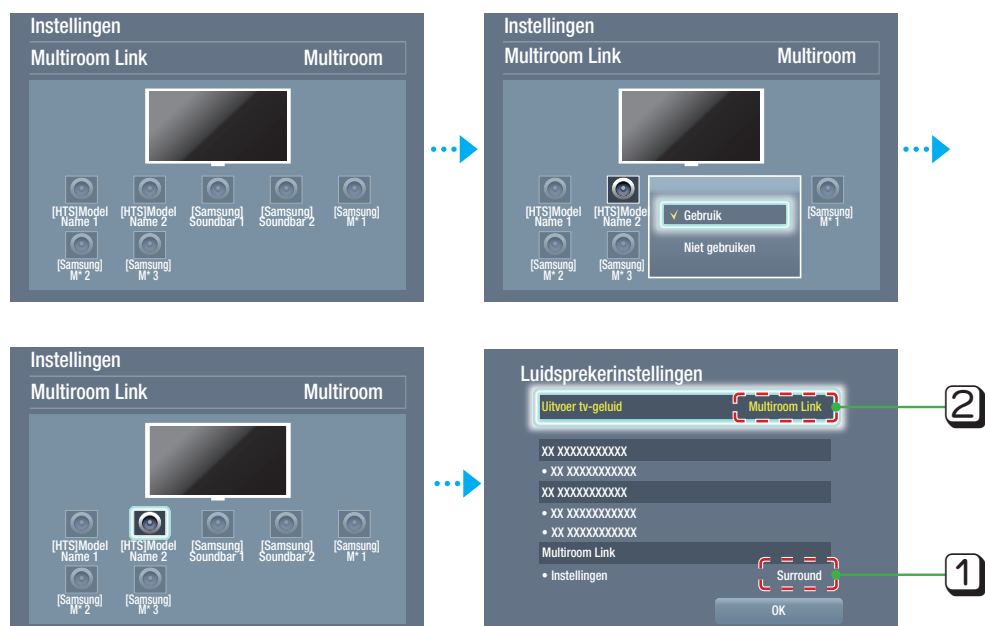 Instellingen
Multiroom Link Multiroom
[HTS]Model Name 1
[HTS]Model Name 2
[Samsung] Soundbar 1
[Samsung] Soundbar 2
[Samsung] M* 1
[Samsung] M* 2
[Samsung] M* 3
Instellingen
Multiroom Link Multiroom
[HTS]Model Name 1
[HTS]Mode Name 2
✓ Gebruik
Niet gebruiken
[Samsung] M* 1
[Samsung] M* 2
[Samsung] M* 3
Instellingen
Multiroom Link Multiroom
[HTS]Model Name 1
[HTS]Model Name 2
[Samsung] Soundbar 1
[Samsung] Soundbar 2
[Samsung] M* 1
[Samsung] M* 2
[Samsung] M* 3
Luidsprekerinstellingen
Uitvoer tv-geluid Multiroom Link
2
XX XXXXXXXXXXX
• XX XXXXXXXXXXX
XX XXXXXXXXXXX
• XX XXXXXXXXXXX
• XX XXXXXXXXXXX
Multiroom Link
• Instellingen Surround
1
OK